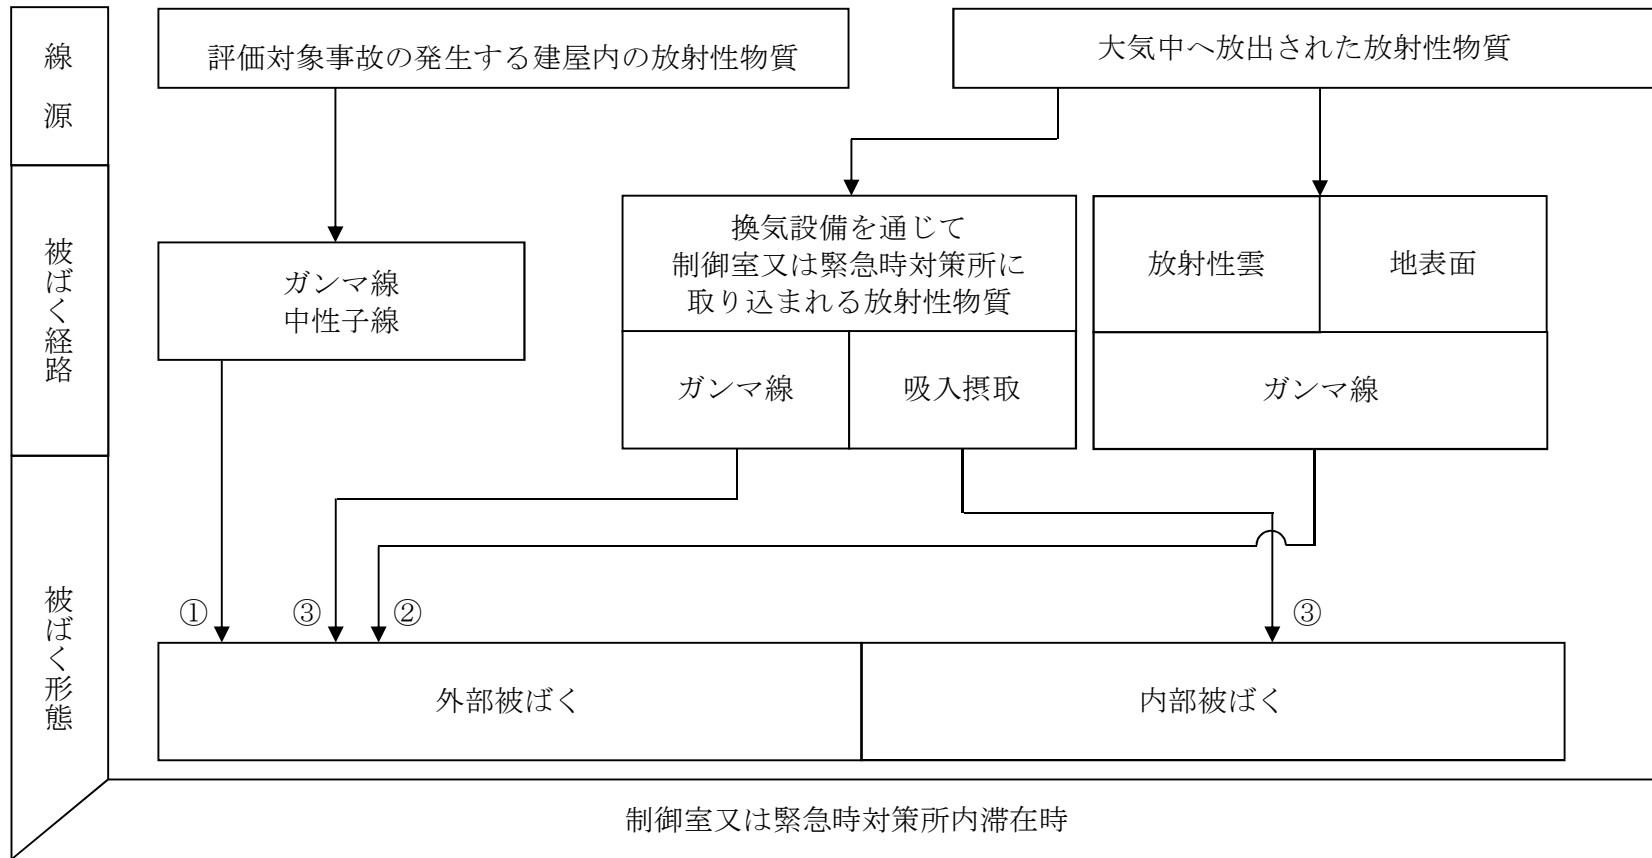 線
源
評価対象事故の発生する建屋内の放射性物質
大気中へ放出された放射性物質
被ばく経路
ガンマ線
中性子線
換気設備を通じて
制御室又は緊急時対策所に
取り込まれる放射性物質
ガンマ線
吸入摂取
放射性雲
地表面
ガンマ線
被ばく形態
①
③
②
③
外部被ばく
内部被ばく
制御室又は緊急時対策所内滞在時